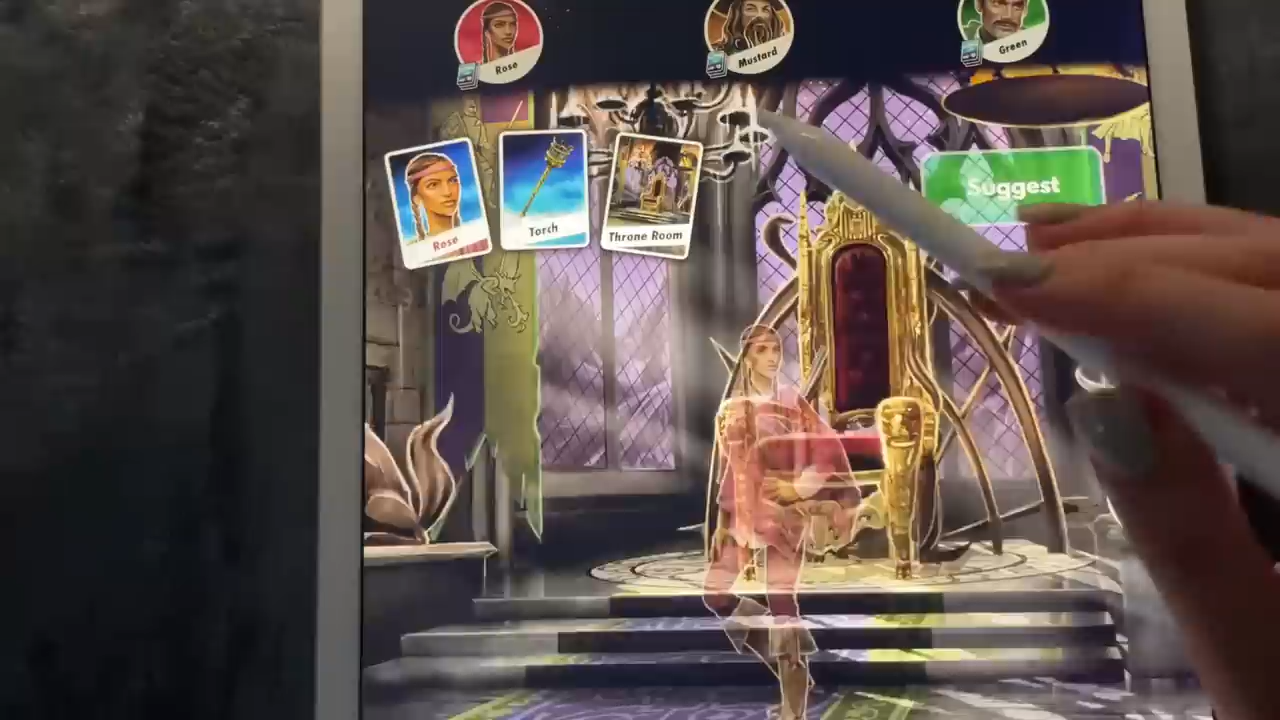 Rose
Mustard
Green
Rose
Torch
Throne Room
Suggest